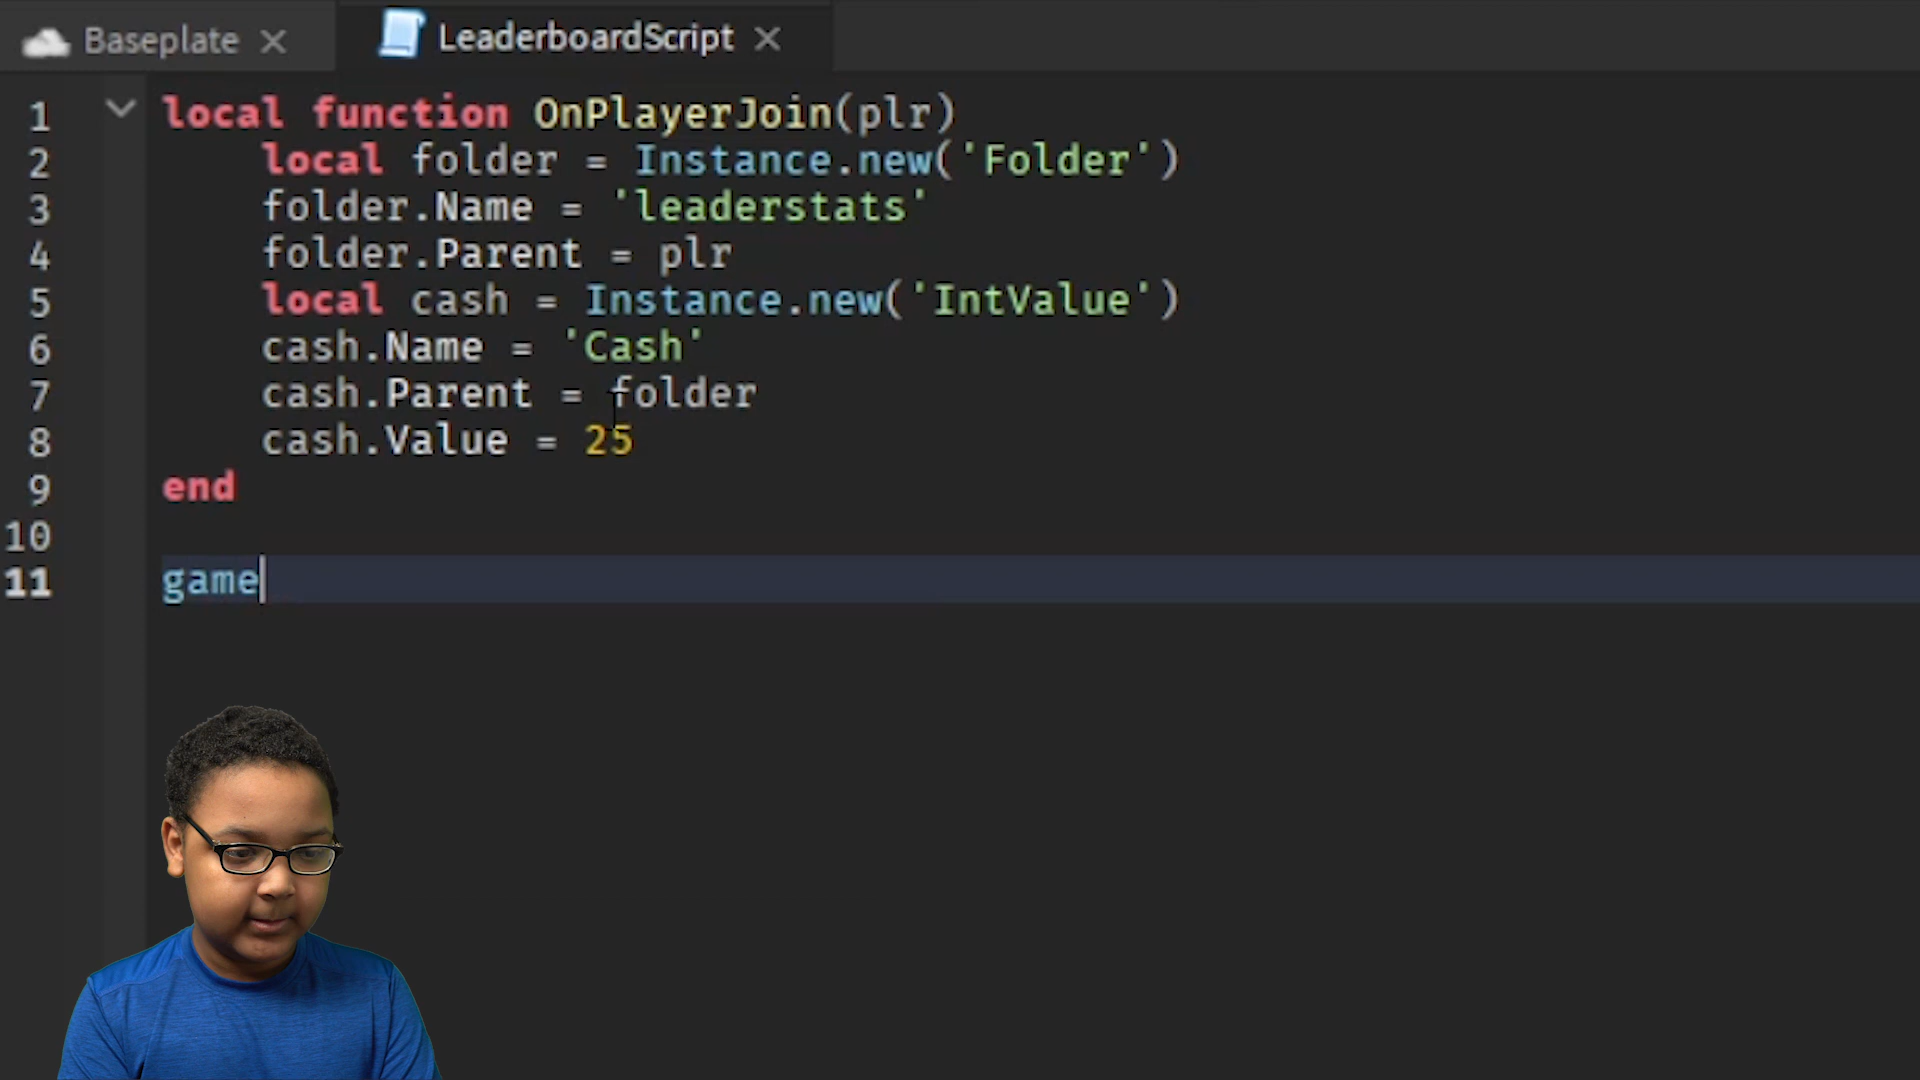 Baseplate
LeaderboardScript
1 local function OnPlayerJoin(plr)
2 local folder = Instance.new('Folder')
3 folder.Name = 'leaderstats'
4 folder.Parent = plr
5 local cash = Instance.new('IntValue')
6 cash.Name = 'Cash'
7 cash.Parent = folder
8 cash.Value = 25
9 end
10
11 game